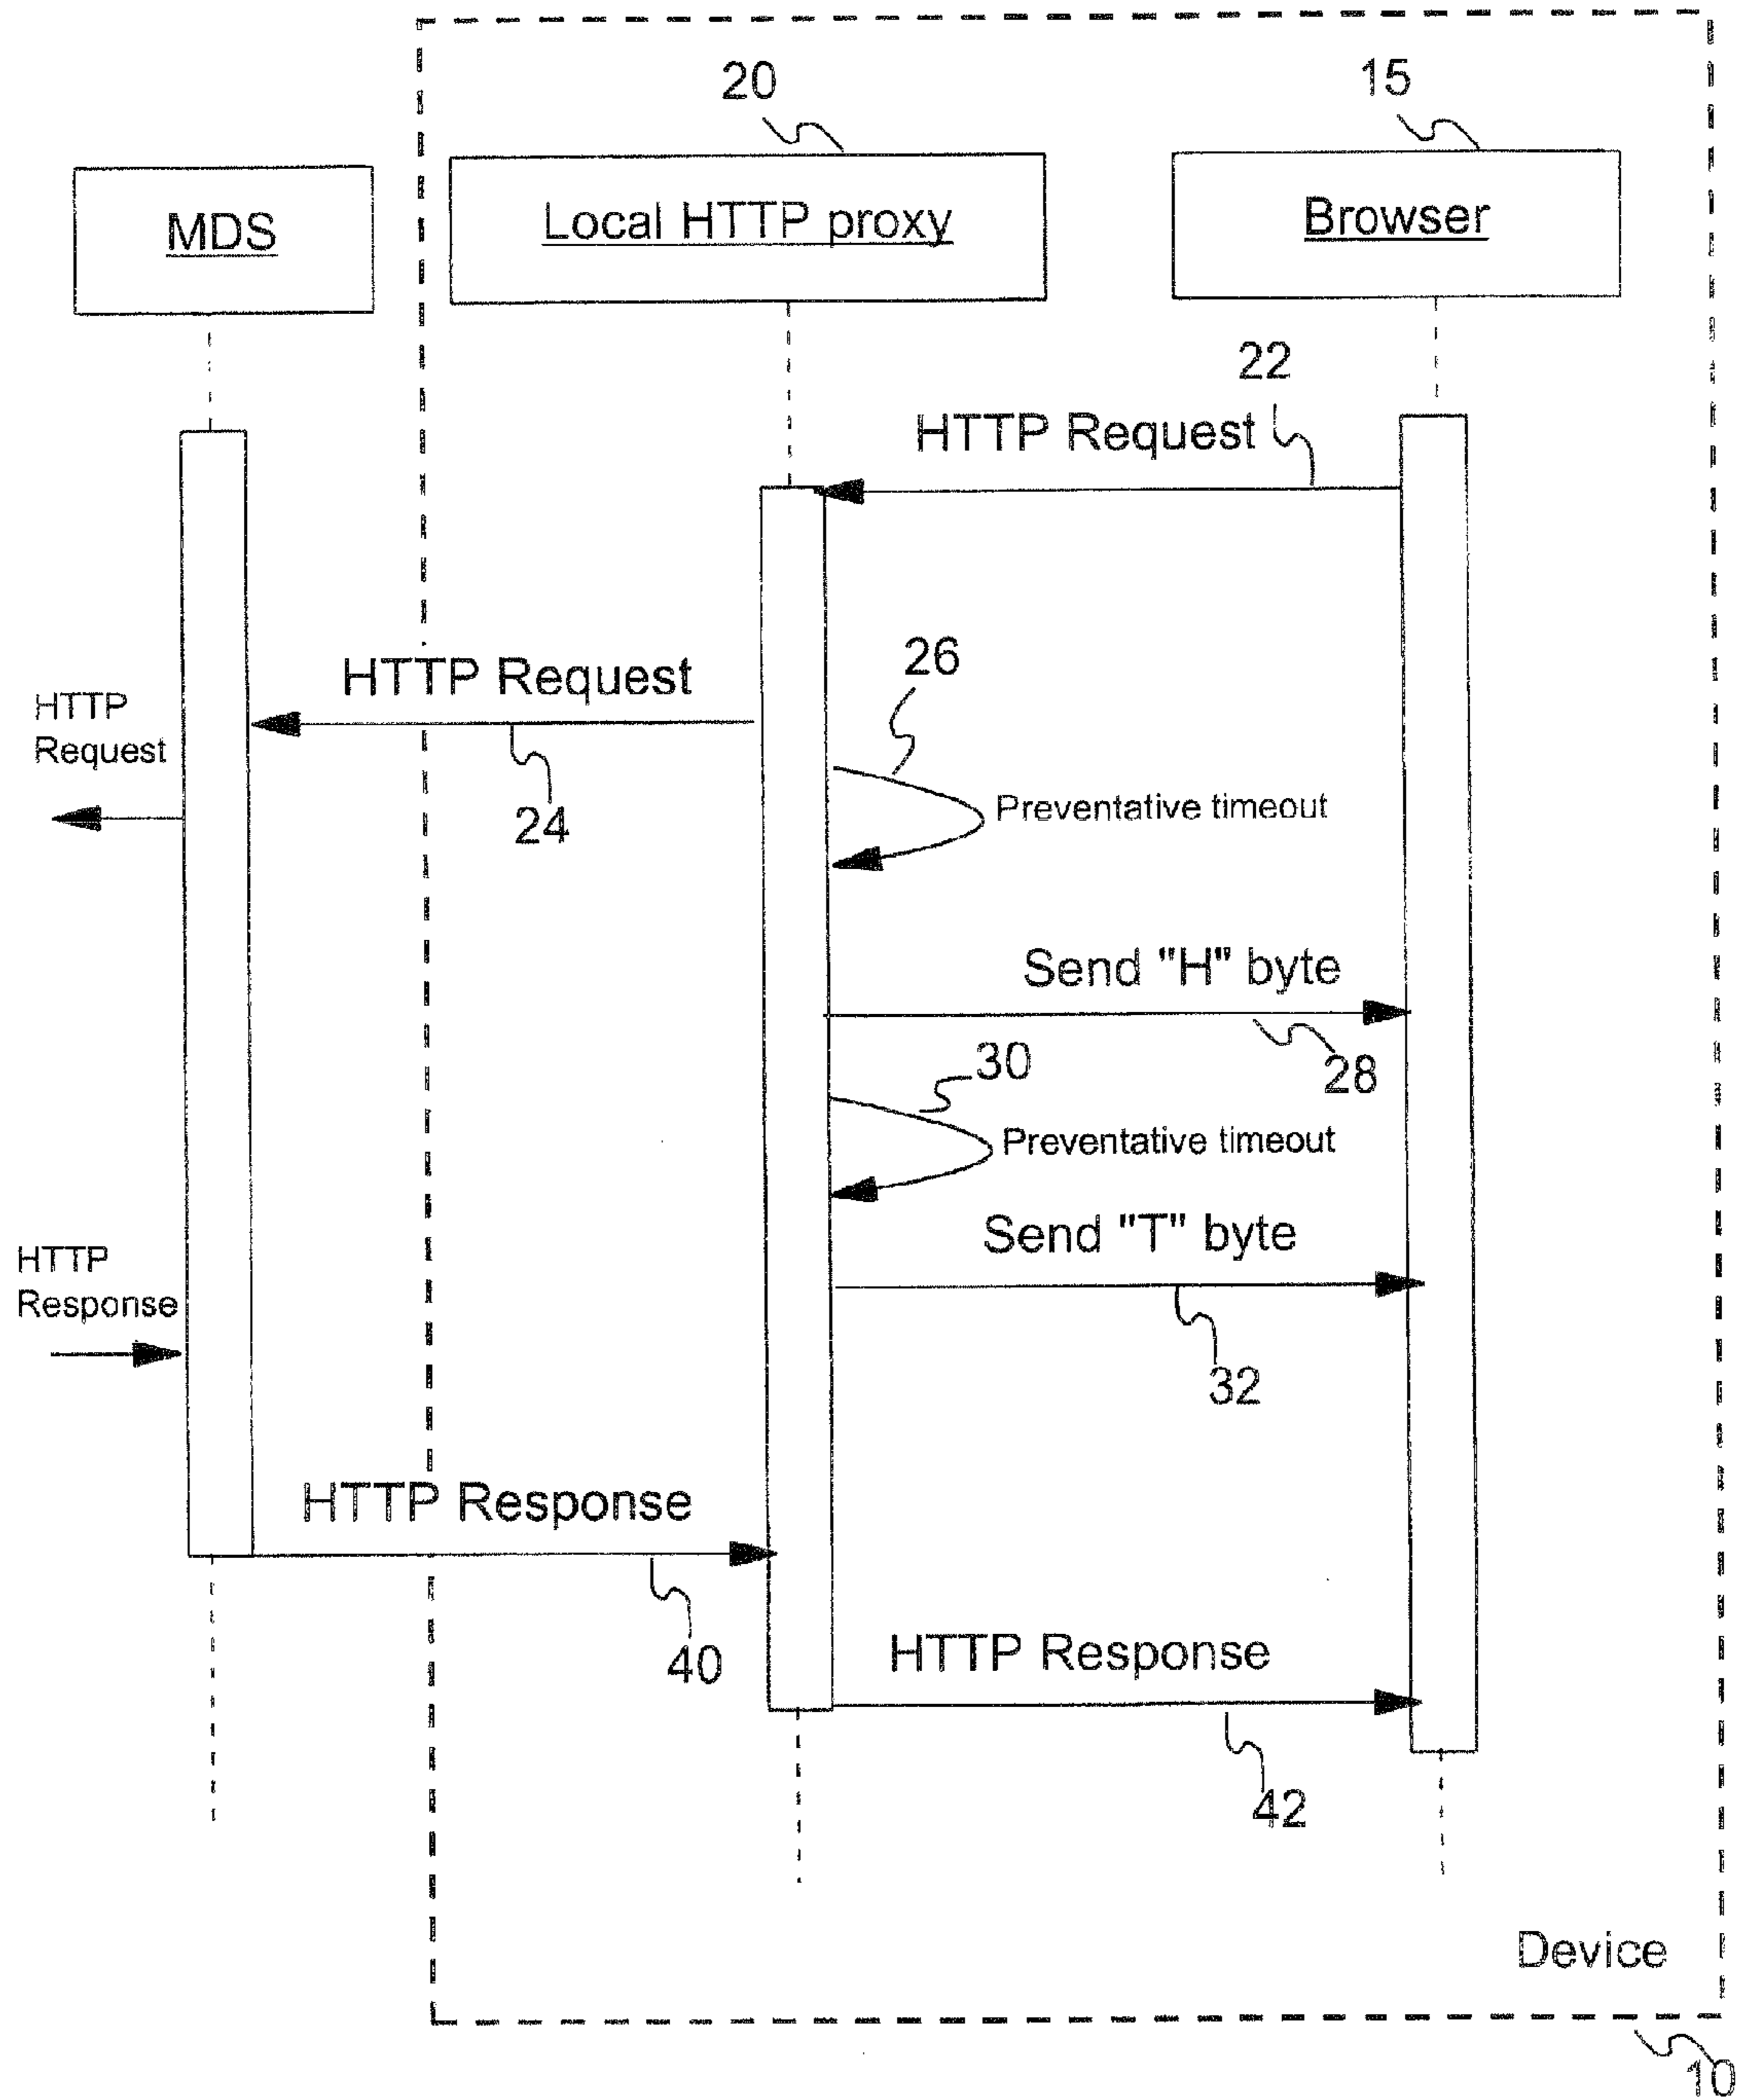 20
15
MDS
Local HTTP proxy
Browser
22
HTTP Request
26
HTTP Request
HTTP
Request
24
Preventative timeout
Send "H" byte
28
30
Preventative timeout
Send "T" byte
HTTP
Response
32
HTTP Response
40
HTTP Response
42
Device
10